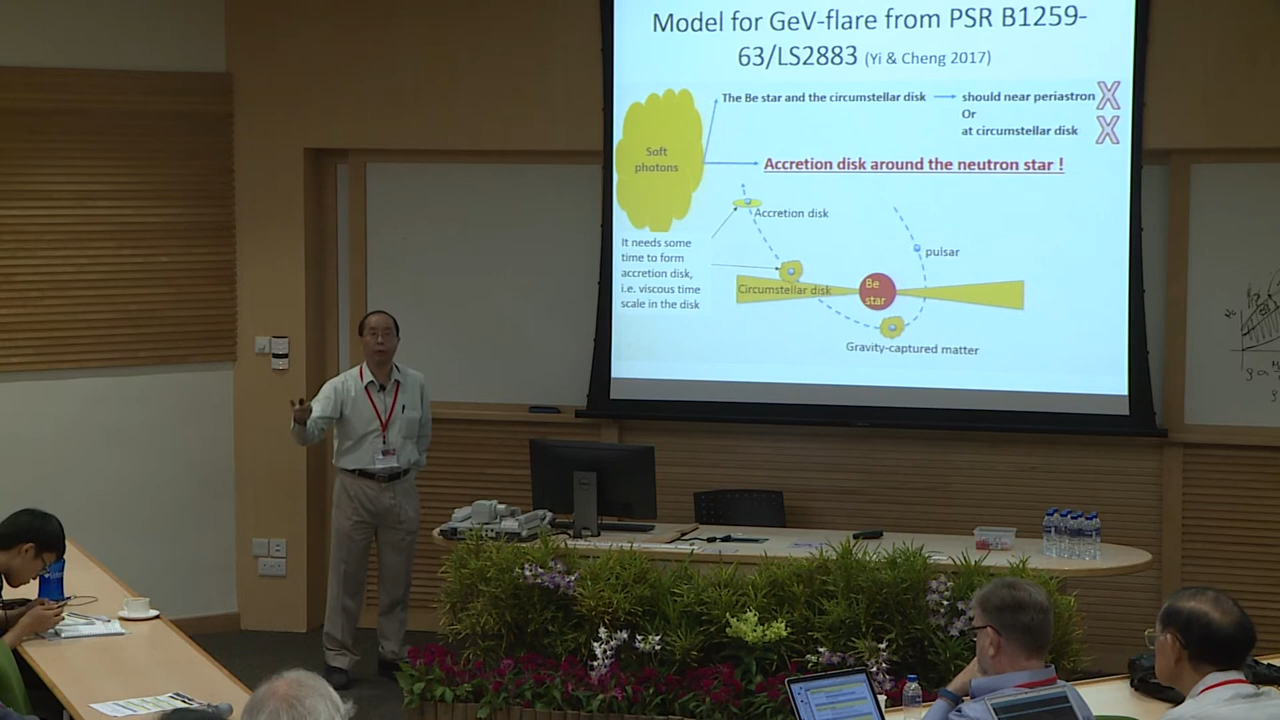 Model for GeV-flare from PSR B1259-
63/LS2883 (Yi & Cheng 2017)
The Be star and the circumstellar disk
should near periastron
Or
at circumstellar disk
Soft
photons
Accretion disk around the neutron star !
Accretion disk
It needs some
time to form
accretion disk,
i.e. viscous time
scale in the disk
pulsar
Circumstellar disk
Be
star
Gravity-captured matter